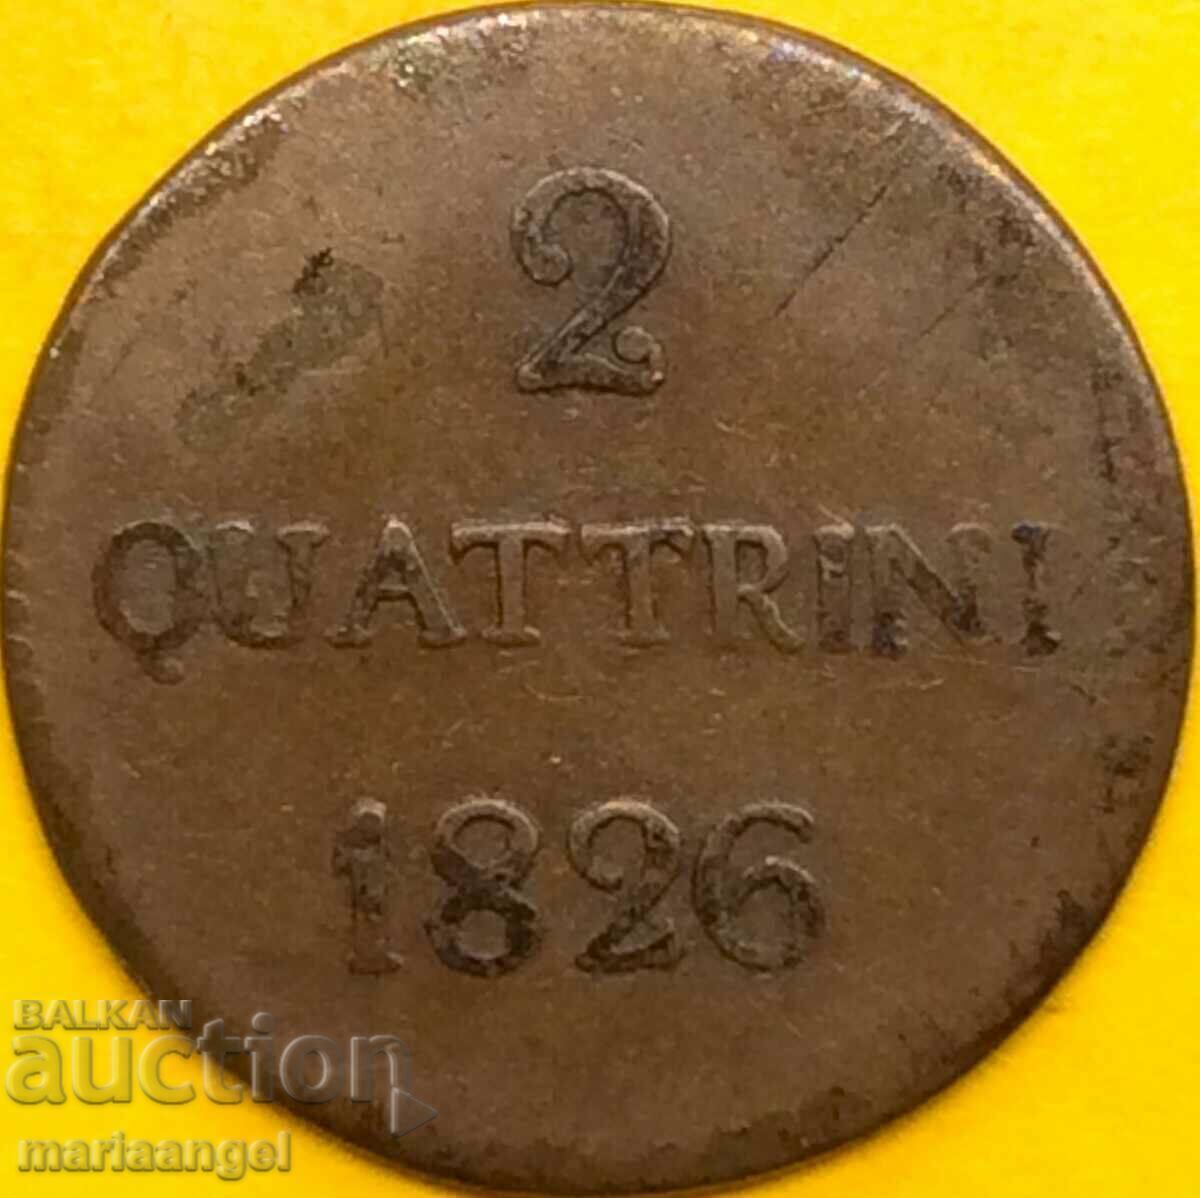 2
QUATTRINI
1826
BALKAN
auction
mariaangel